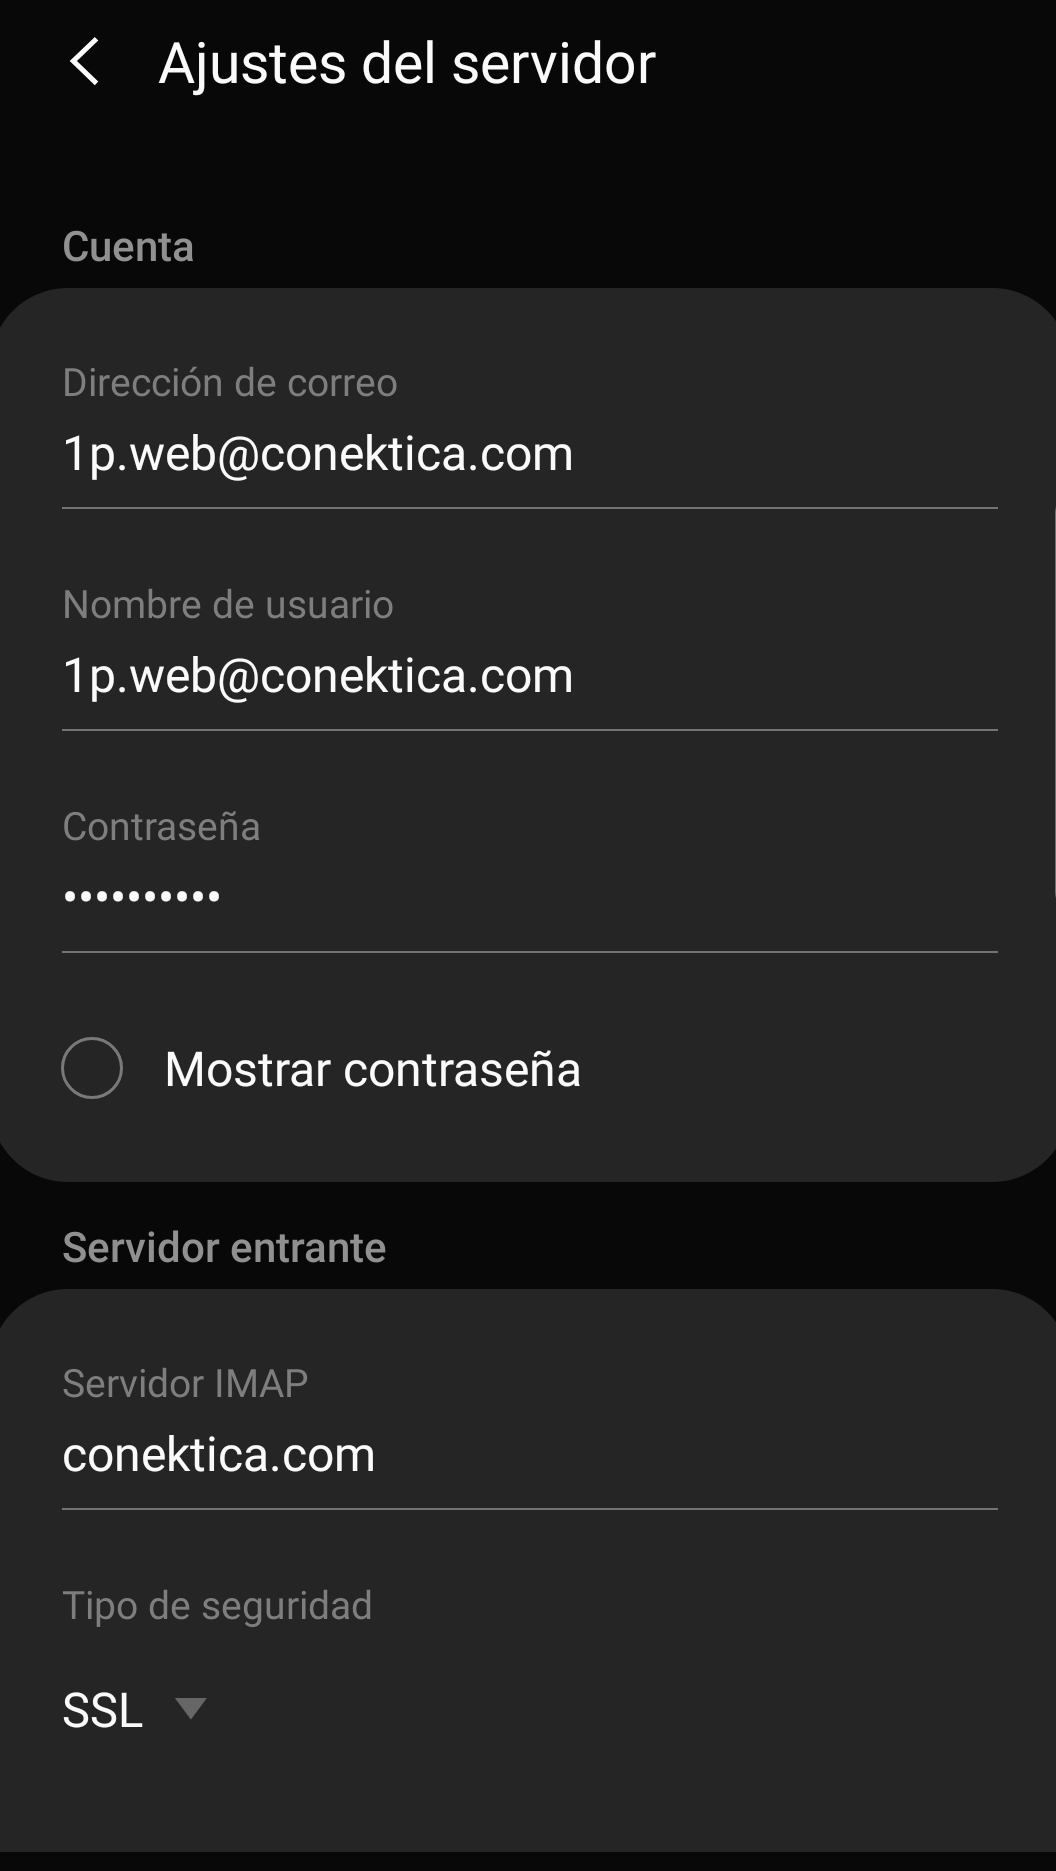 Ajustes del servidor
Cuenta
Dirección de correo
1p.web@conektica.com
Nombre de usuario
1p.web@conektica.com
Contraseña
••••••••••
Mostrar contraseña
Servidor entrante
Servidor IMAP
conektica.com
Tipo de seguridad
SSL